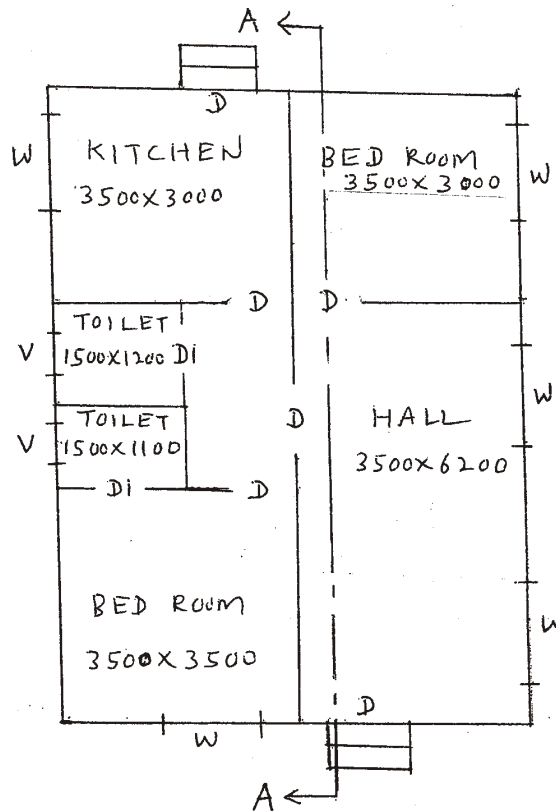 A
D
KITCHEN
3500X3000
W
BED ROOM
3500X3000
W
D
D
TOILET
1500X1200
Di
V
W
TOILET
1500X1100
V
D
HALL
3500X6200
Di
D
BED ROOM
3500X3500
W
D
W
A